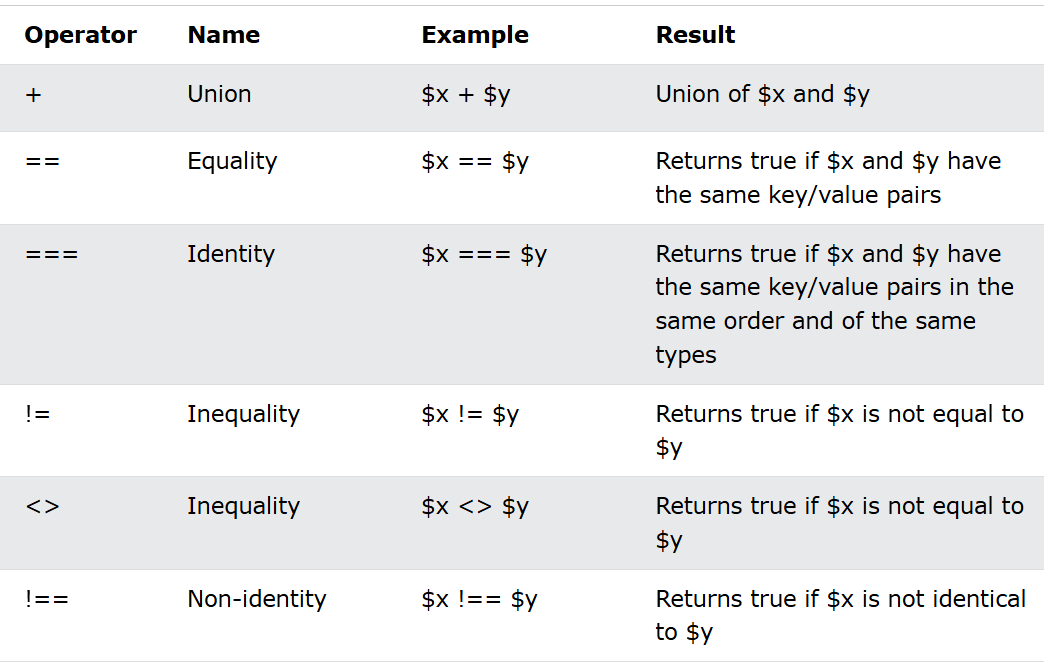 Operator Name Example Result
+ Union $x + $y Union of $x and $y
== Equality $x == $y Returns true if $x and $y have
the same key/value pairs
=== Identity $x === $y Returns true if $x and $y have
the same key/value pairs in the
same order and of the same
types
!= Inequality $x != $y Returns true if $x is not equal to
$y
<> Inequality $x <> $y Returns true if $x is not equal to
$y
!== Non-identity $x !== $y Returns true if $x is not identical
to $y